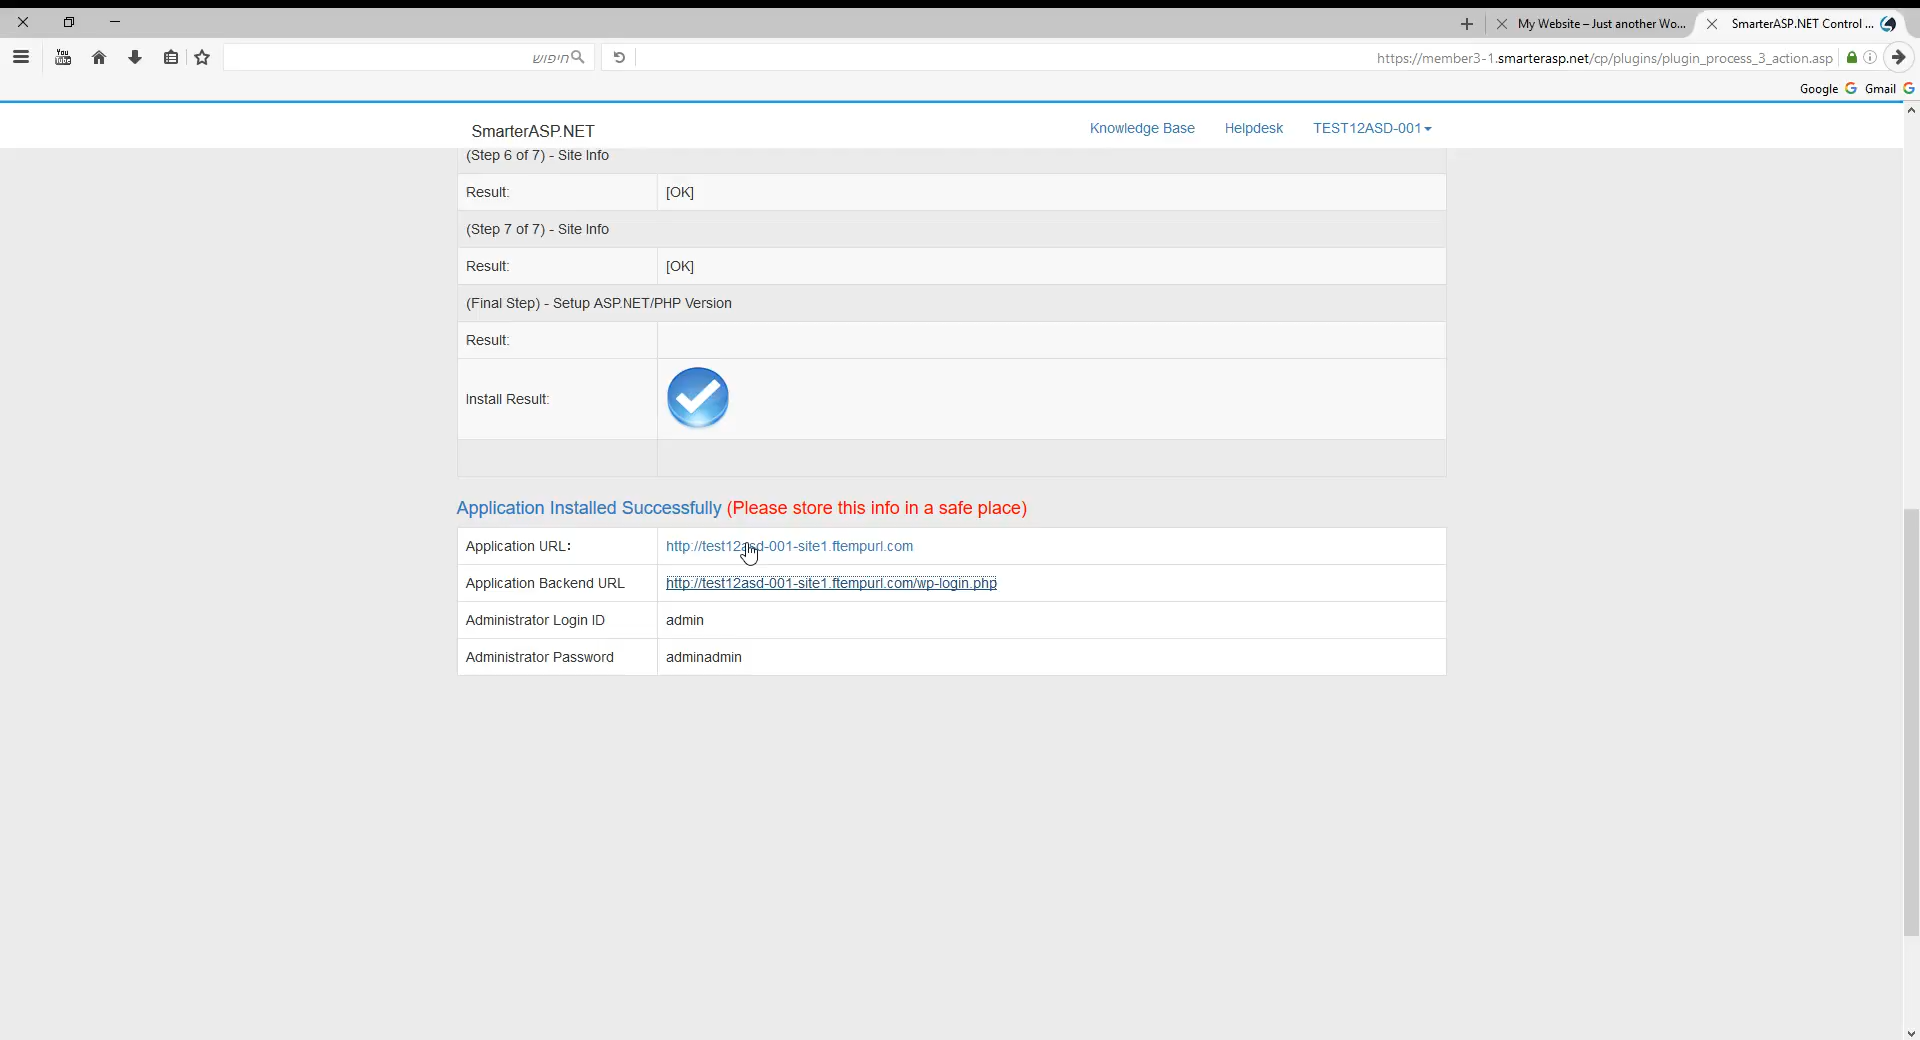 My Website – Just another Wo...
SmarterASP.NET Control ...
You
Tube
חיפוש
https://member3-1.smarterasp.net/cp/plugins/plugin_process_3_action.asp
Google
Gmail
SmarterASP.NET
Knowledge Base
Helpdesk
TEST12ASD-001
(Step 6 of 7) - Site Info
Result:
[OK]
(Step 7 of 7) - Site Info
Result:
[OK]
(Final Step) - Setup ASP.NET/PHP Version
Result:
Install Result:
Application Installed Successfully (Please store this info in a safe place)
Application URL:
http://test12asd-001-site1.ftempurl.com
Application Backend URL
http://test12asd-001-site1.ftempurl.com/wp-login.php
Administrator Login ID
admin
Administrator Password
adminadmin